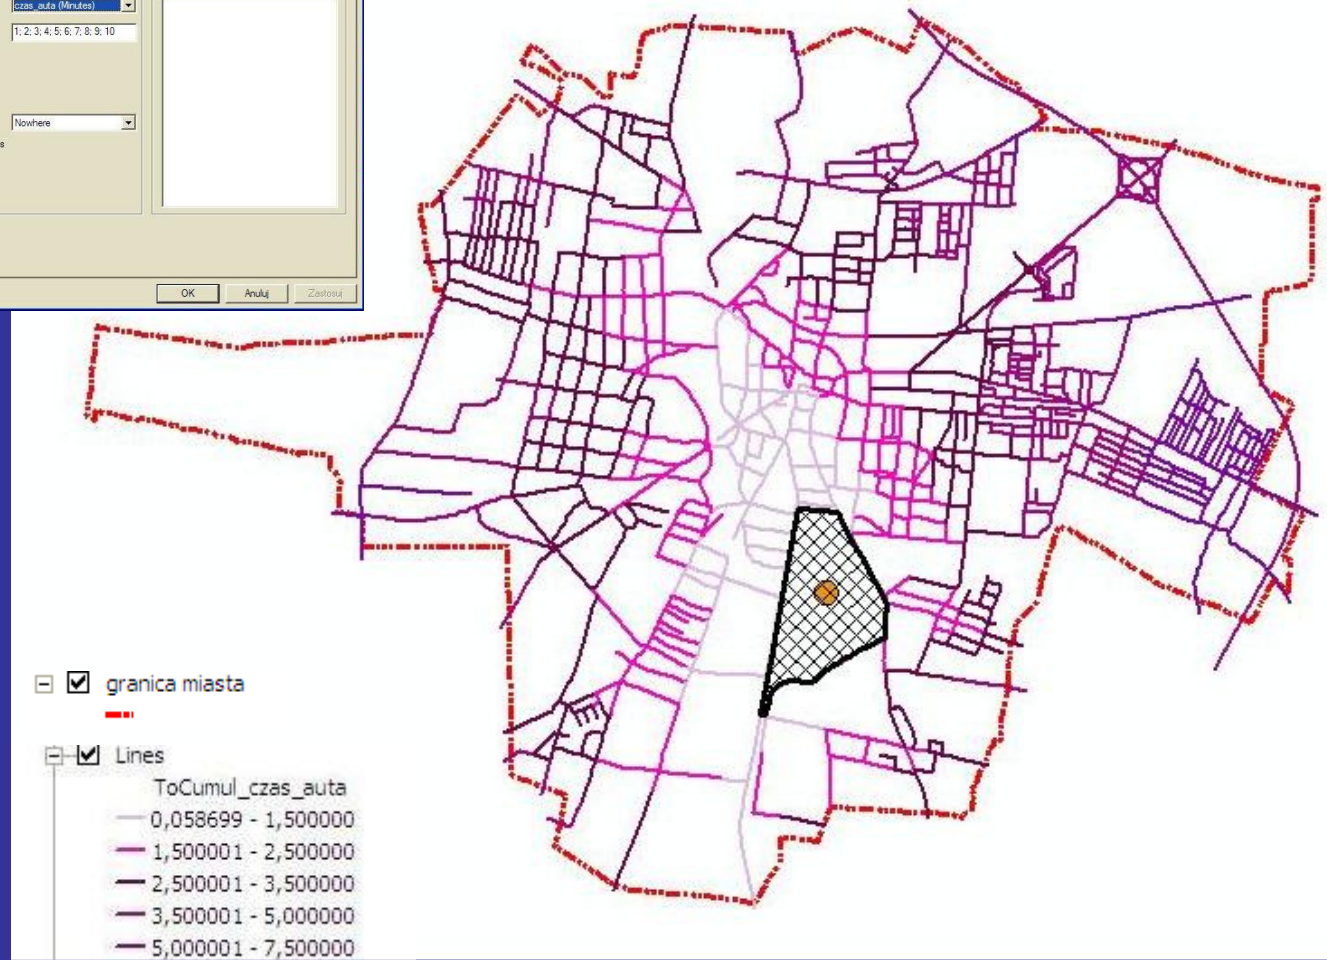 czas_auta (Minutes)
1; 2; 3; 4; 5; 6; 7; 8; 9; 10
Nowhere
s
OK Anuluj Zastosuj
granica miasta
Lines
ToCumul_czas_auta
0,058699 - 1,500000
1,500001 - 2,500000
2,500001 - 3,500000
3,500001 - 5,000000
5,000001 - 7,500000